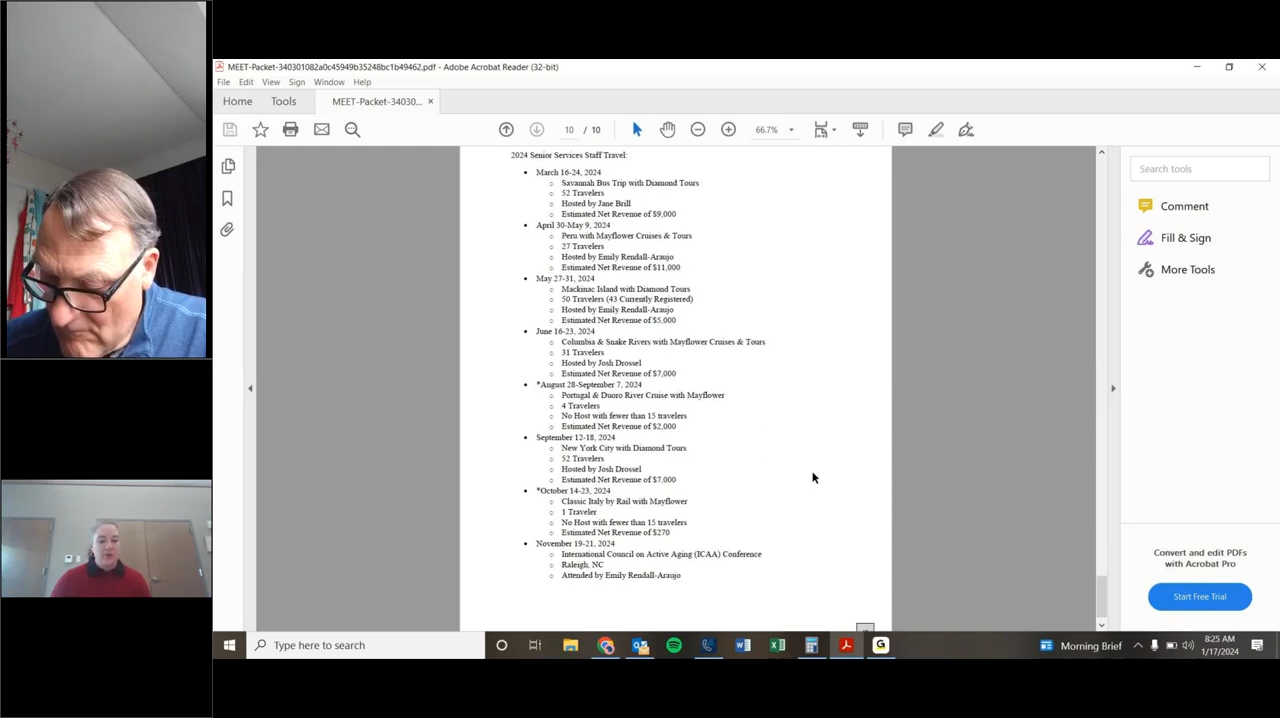 MEET-Packet-340301082a0c45949b35248bc1b49462.pdf - Adobe Acrobat Reader (32-bit)
File Edit View Sign Window Help
Home Tools MEET-Packet-34030... ×
10 / 10 66.7%
Search tools
Comment
Fill & Sign
More Tools
2024 Senior Services Staff Travel:
• March 16-24, 2024
o Savannah Bus Trip with Diamond Tours
o 52 Travelers
o Hosted by Jane Brill
o Estimated Net Revenue of $9,000
• April 30-May 9, 2024
o Peru with Mayflower Cruises & Tours
o 27 Travelers
o Hosted by Emily Rendall-Araujo
o Estimated Net Revenue of $11,000
• May 27-31, 2024
o Mackinac Island with Diamond Tours
o 50 Travelers (43 Currently Registered)
o Hosted by Emily Rendall-Araujo
o Estimated Net Revenue of $5,000
• June 16-23, 2024
o Columbia & Snake Rivers with Mayflower Cruises & Tours
o 31 Travelers
o Hosted by Josh Drossel
o Estimated Net Revenue of $7,000
• *August 28-September 7, 2024
o Portugal & Duoro River Cruise with Mayflower
o 4 Travelers
o No Host with fewer than 15 travelers
o Estimated Net Revenue of $2,000
• September 12-18, 2024
o New York City with Diamond Tours
o 52 Travelers
o Hosted by Josh Drossel
o Estimated Net Revenue of $7,000
• *October 14-23, 2024
o Classic Italy by Rail with Mayflower
o 1 Traveler
o No Host with fewer than 15 travelers
o Estimated Net Revenue of $270
• November 19-21, 2024
o International Council on Active Aging (ICAA) Conference
o Raleigh, NC
o Attended by Emily Rendall-Araujo
Convert and edit PDFs
with Acrobat Pro
Start Free Trial
Type here to search
Morning Brief
8:25 AM
1/17/2024